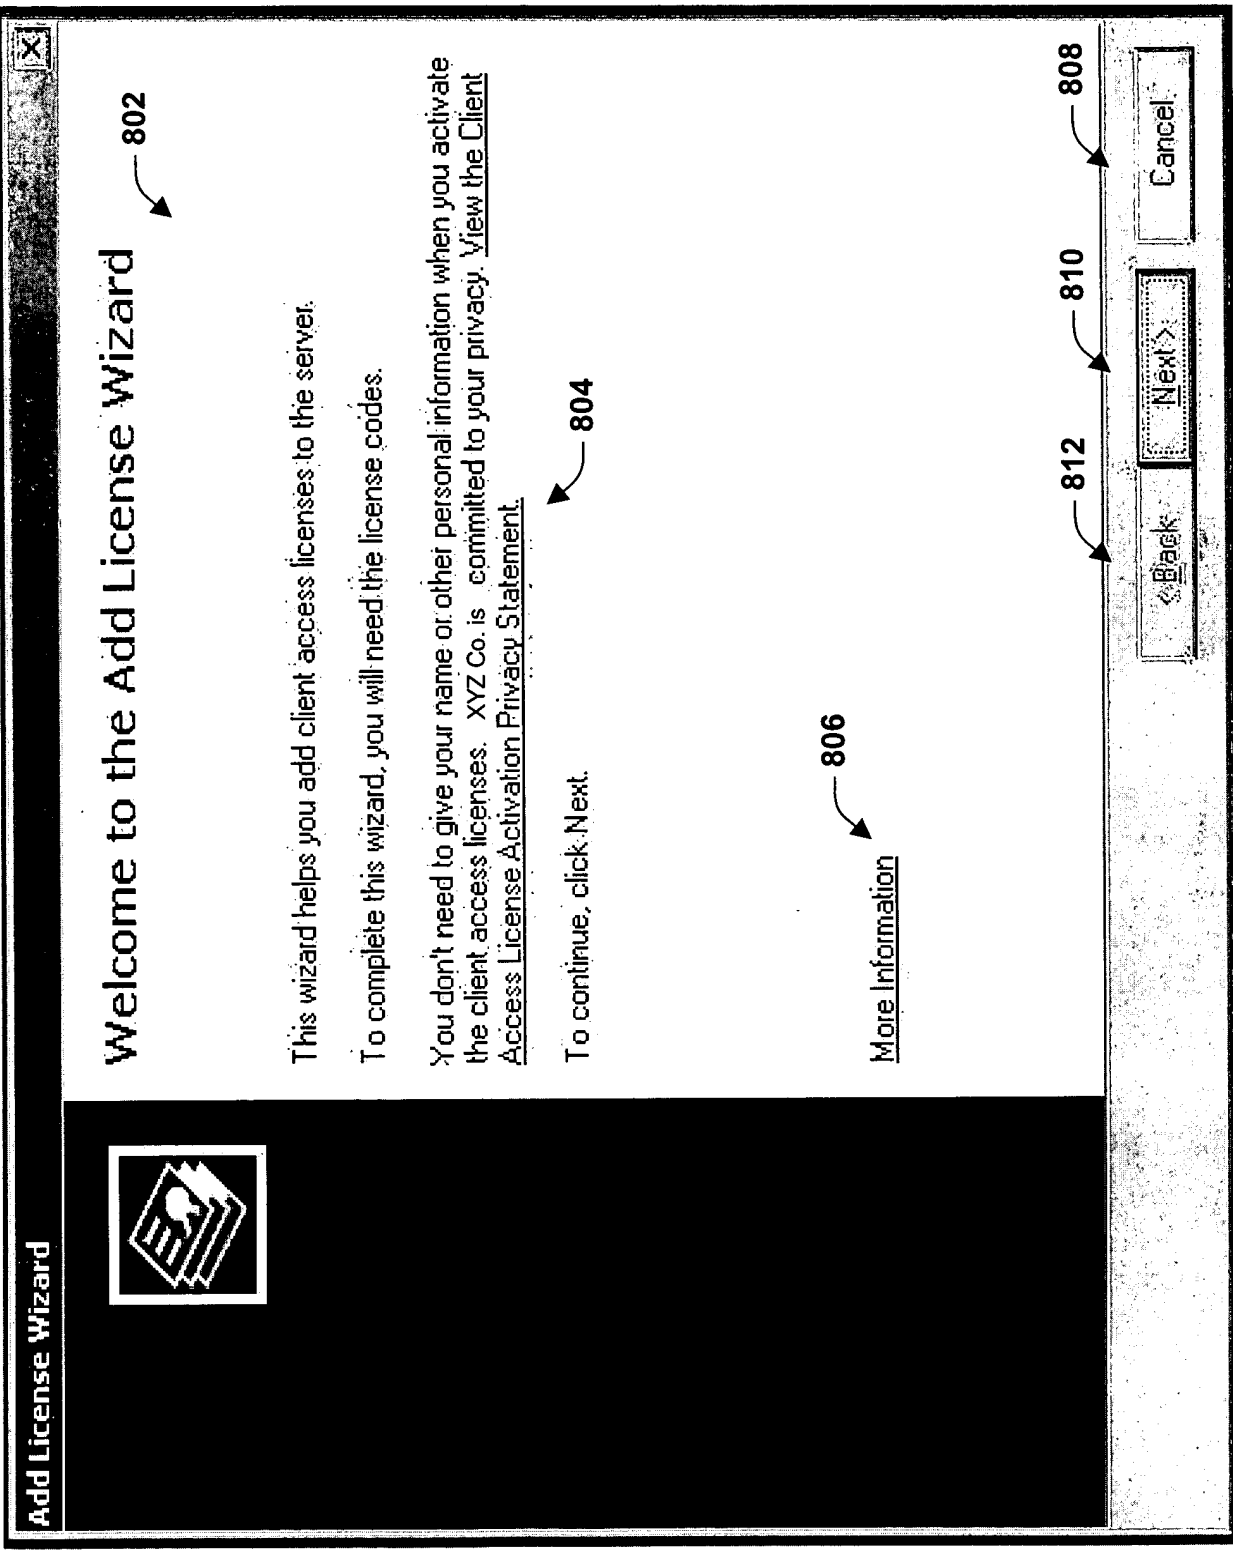 Add License Wizard
X
Welcome to the Add License Wizard
802
This wizard helps you add client access licenses to the server.
To complete this wizard, you will need the license codes.
You don't need to give your name or other personal information when you activate
the client access licenses. XYZ Co. is committed to your privacy. View the Client
Access License Activation Privacy Statement.
804
To continue, click Next.
806
More Information
812
810
808
< Back
Next >
Cancel